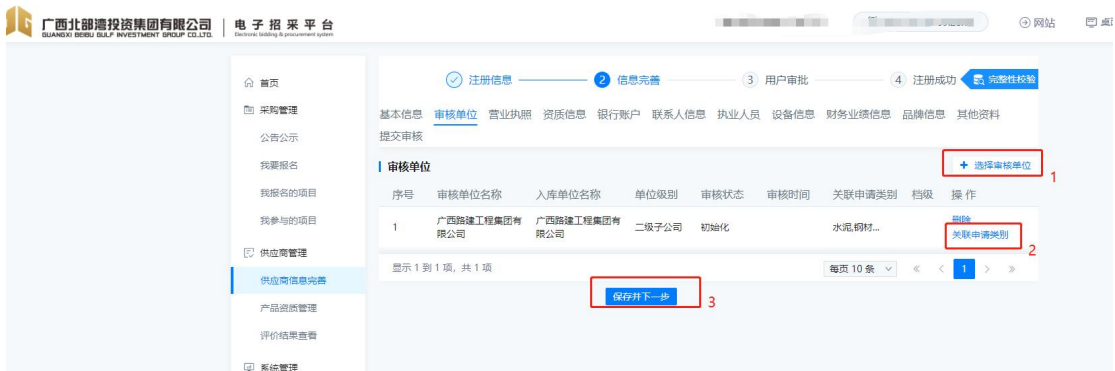 广西北部湾投资集团有限公司 电子招采平台
GUANGXI BEIBU GULF INVESTMENT GROUP CO.,LTD. Electronic bidding & procurement system
网站
首页
采购管理
公告公示
我要报名
我报名的项目
我参与的项目
供应商管理
供应商信息完善
产品资质管理
评价结果查看
系统管理
注册信息 2 信息完善 3 用户审批 4 注册成功 完整性校验
基本信息 审核单位 营业执照 资质信息 银行账户 联系人信息 执业人员 设备信息 财务业绩信息 品牌信息 其他资料
提交审核
审核单位 + 选择审核单位 1
序号 审核单位名称 入库单位名称 单位级别 审核状态 审核时间 关联申请类别 档级 操作
1 广西路建工程集团有限公司 广西路建工程集团有限公司 二级子公司 初始化 水泥,钢材... 删除
关联申请类别 2
显示 1 到 1 项, 共 1 项 每页 10 条 « < 1 > »
保存并下一步 3